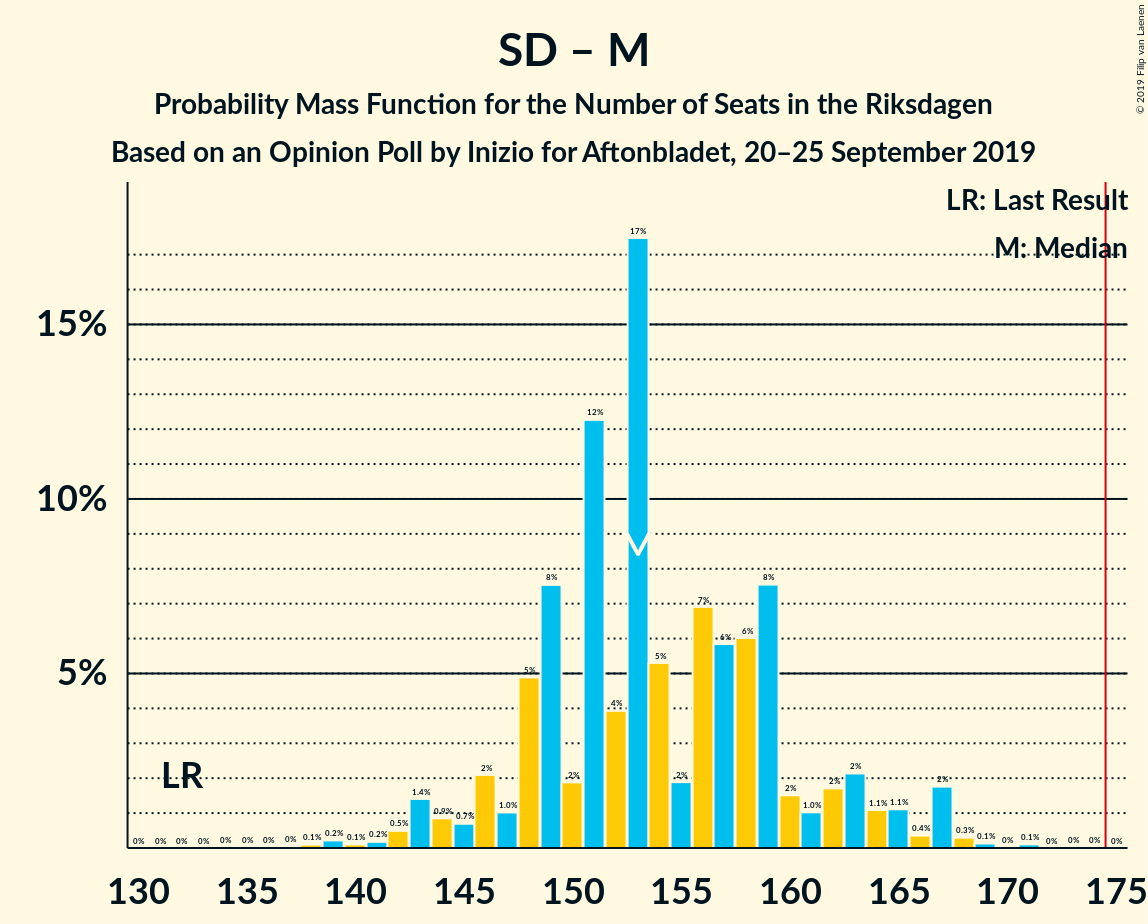 SD – M
Probability Mass Function for the Number of Seats in the Riksdagen
Based on an Opinion Poll by Inizio for Aftonbladet, 20–25 September 2019
© 2019 Filip van Laenen
LR: Last Result
M: Median
15%
10%
5%
LR
0% 0% 0% 0% 0% 0% 0% 0% 0.1% 0.2% 0.1% 0.2% 0.5% 1.4% 0.9% 0.7% 2% 1.0% 5% 8% 2% 12% 4% 17% 5% 2% 7% 6% 6% 8% 2% 1.0% 2% 2% 1.1% 1.1% 0.4% 2% 0.3% 0.1% 0% 0.1% 0% 0% 0% 0%
130 135 140 145 150 155 160 165 170 175